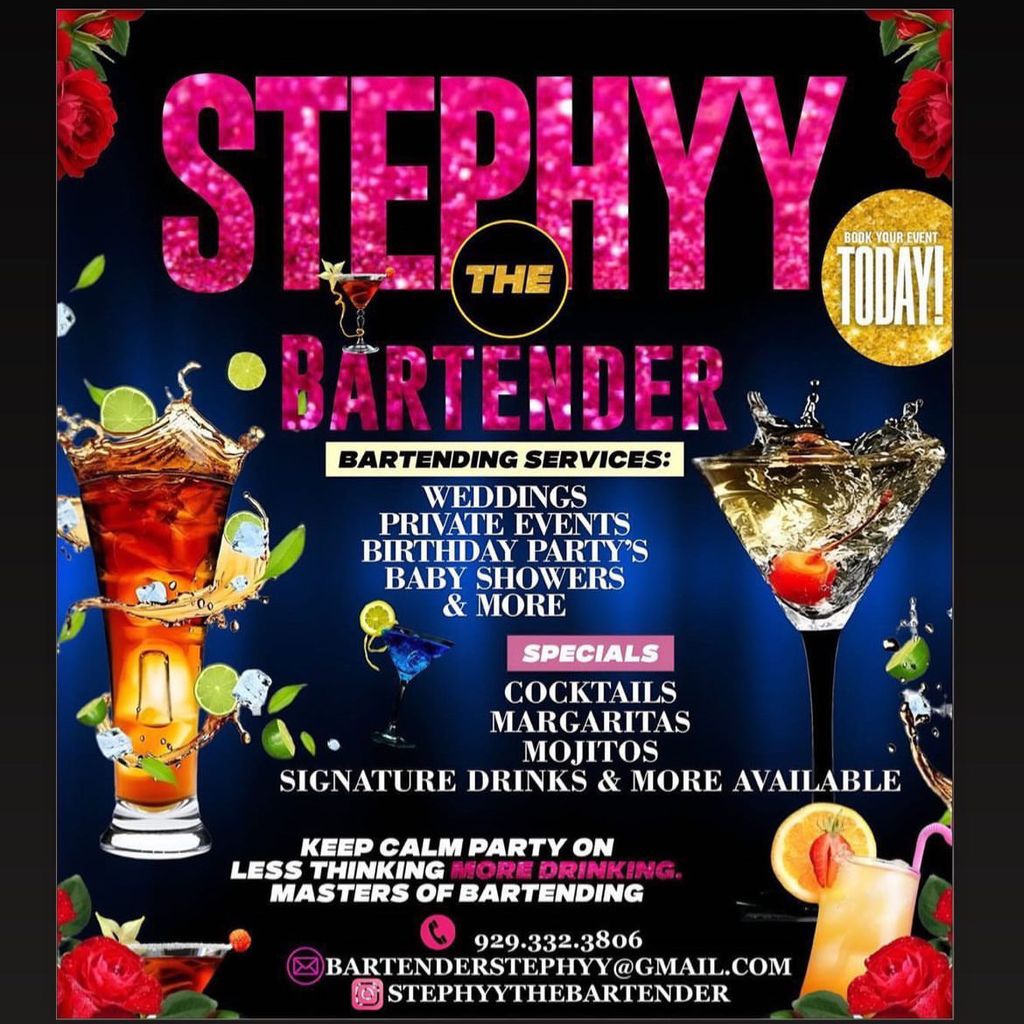 STEPHYY
THE
BARTENDER
BOOK YOUR EVENT
TODAY!
BARTENDING SERVICES:
WEDDINGS
PRIVATE EVENTS
BIRTHDAY PARTY'S
BABY SHOWERS
& MORE
SPECIALS
COCKTAILS
MARGARITAS
MOJITOS
SIGNATURE DRINKS & MORE AVAILABLE
KEEP CALM PARTY ON
LESS THINKING MORE DRINKING.
MASTERS OF BARTENDING
929.332.3806
BARTENDERSTEPHYY@GMAIL.COM
STEPHYYTHEBARTENDER